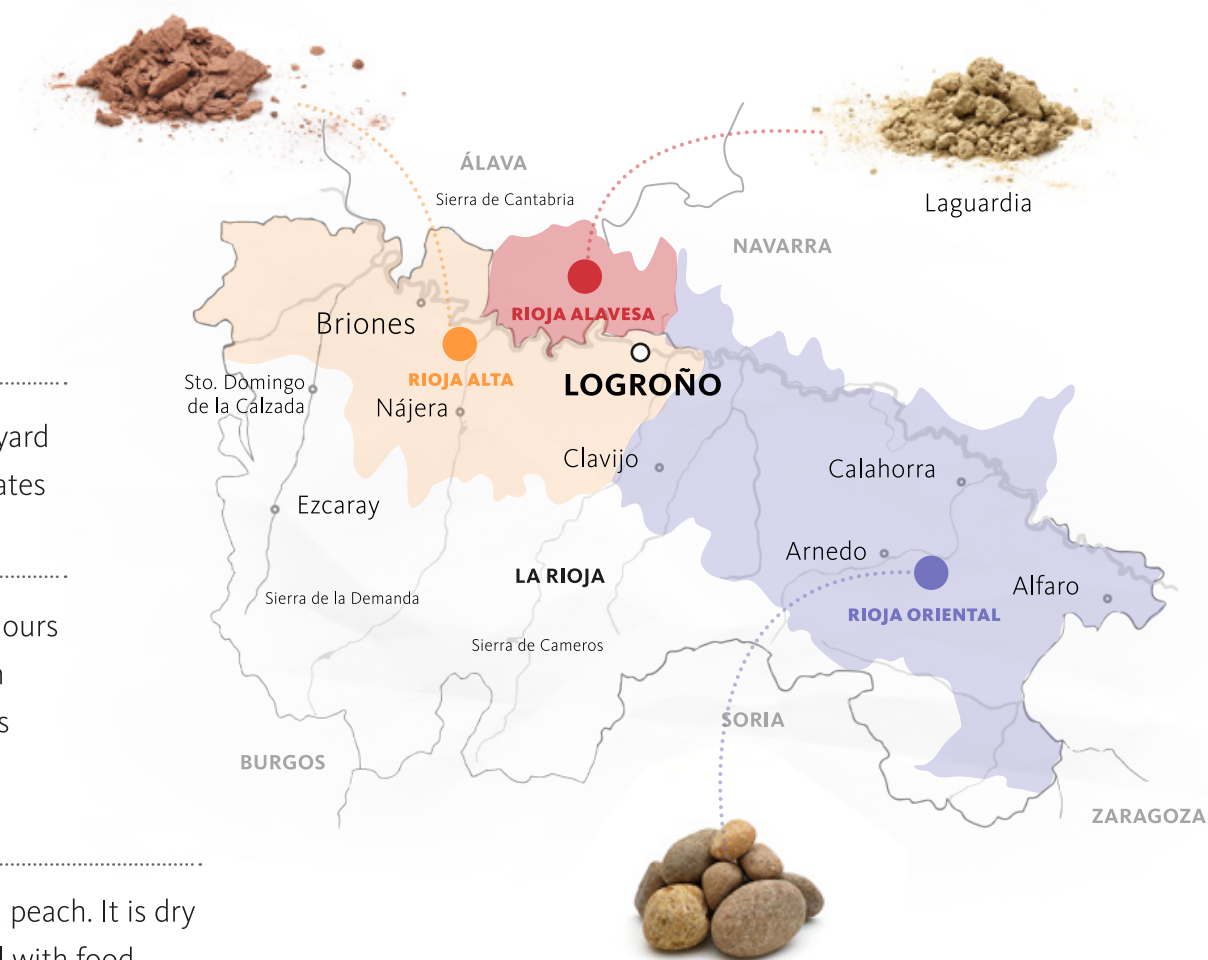 ÁLAVA
Sierra de Cantabria
Laguardia
NAVARRA
RIOJA ALAVESA
Briones
RIOJA ALTA
LOGROÑO
Sto. Domingo
de la Calzada
Nájera
Clavijo
Calahorra
Ezcaray
Arnedo
LA RIOJA
Alfaro
Sierra de la Demanda
RIOJA ORIENTAL
Sierra de Cameros
SORIA
BURGOS
ZARAGOZA
yard
ates
ours
n
s
peach. It is dry
d with food